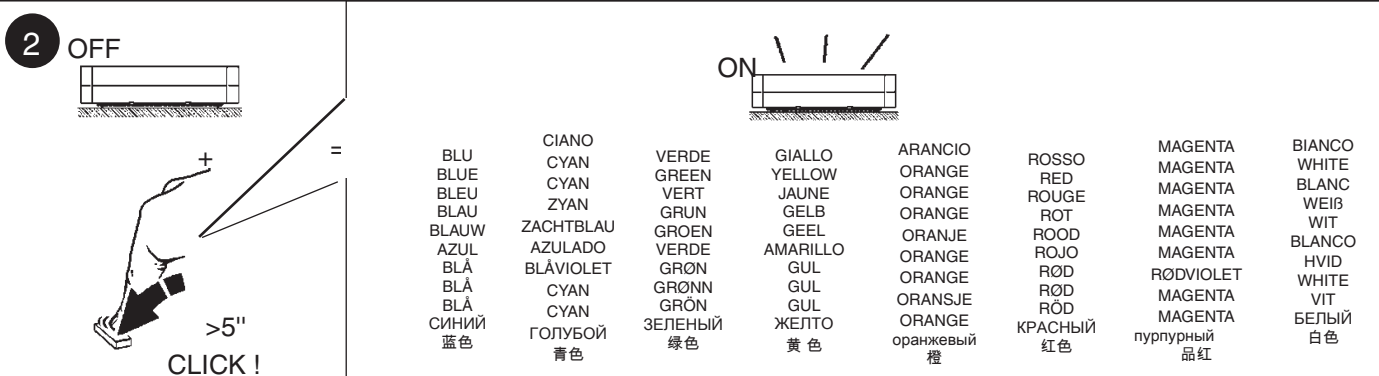 2
OFF
+
=
>5"
CLICK !
ON
BLU
BLUE
BLEU
BLAU
BLAUW
AZUL
BLÅ
BLÅ
BLÅ
СИНИЙ
蓝色
CIANO
CYAN
CYAN
ZYAN
ZACHTBLAU
AZULADO
BLÅVIOLET
CYAN
CYAN
ГОЛУБОЙ
青色
VERDE
GREEN
VERT
GRUN
GROEN
VERDE
GRØN
GRØNN
GRÖN
ЗЕЛЕНЫЙ
绿色
GIALLO
YELLOW
JAUNE
GELB
GEEL
AMARILLO
GUL
GUL
GUL
ЖЕЛТО
黄 色
ARANCIO
ORANGE
ORANGE
ORANGE
ORANJE
ORANGE
ORANGE
ORANSJE
ORANGE
оранжевый
橙
ROSSO
RED
ROUGE
ROT
ROOD
ROJO
RØD
RØD
RÖD
КРАСНЫЙ
红色
MAGENTA
MAGENTA
MAGENTA
MAGENTA
MAGENTA
MAGENTA
RØDVIOLET
MAGENTA
MAGENTA
пурпурный
品红
BIANCO
WHITE
BLANC
WEIß
WIT
BLANCO
HVID
WHITE
VIT
БЕЛЫЙ
白色